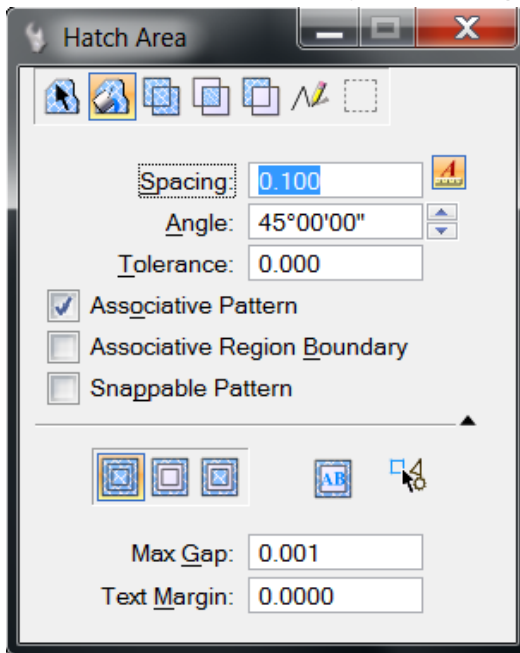 Hatch Area
Spacing: 0.100 A
Angle: 45°00'00"
Tolerance: 0.000
Associative Pattern
Associative Region Boundary
Snappable Pattern
AB
Max Gap: 0.001
Text Margin: 0.0000